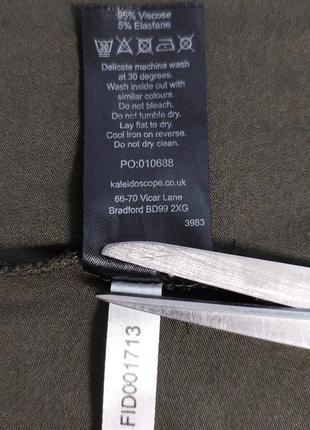 95% Viscose
5% Elastane
30
Delicate machine wash
at 30 degrees.
Wash inside out with
similar colours.
Do not bleach.
Do not tumble dry.
Lay flat to dry.
Cool iron on reverse.
Do not dry clean.
PO:010688
kaleidoscope.co.uk
66-70 Vicar Lane
Bradford BD99 2XG
3983
FID001713